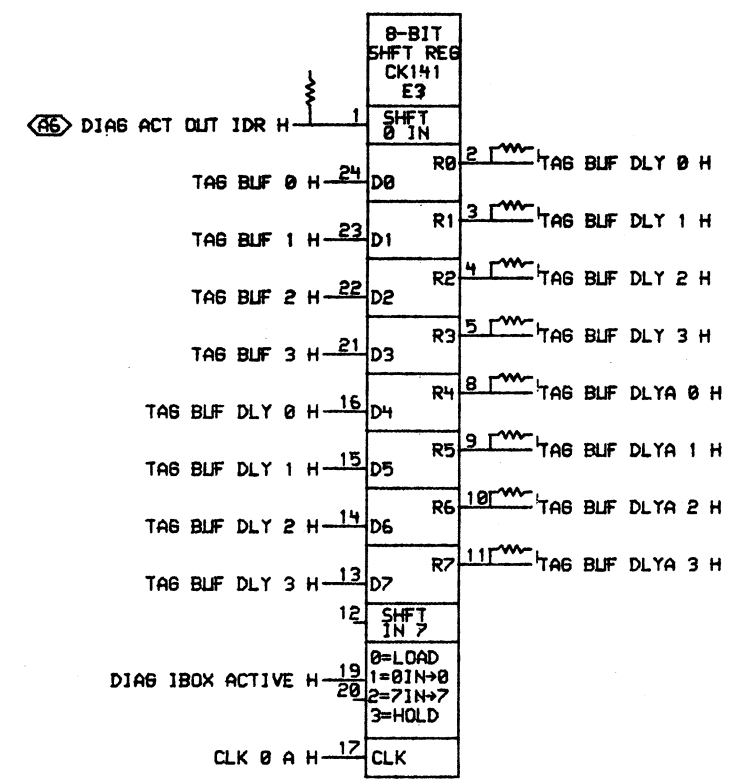 8-BIT
SHFT REG
CK141
E3
A6 DIAG ACT OUT IDR H 1 SHFT 0 IN
R0 2 TAG BUF DLY 0 H
TAG BUF 0 H 24 D0
R1 3 TAG BUF DLY 1 H
TAG BUF 1 H 23 D1
R2 4 TAG BUF DLY 2 H
TAG BUF 2 H 22 D2
R3 5 TAG BUF DLY 3 H
TAG BUF 3 H 21 D3
R4 8 TAG BUF DLYA 0 H
TAG BUF DLY 0 H 16 D4
R5 9 TAG BUF DLYA 1 H
TAG BUF DLY 1 H 15 D5
R6 10 TAG BUF DLYA 2 H
TAG BUF DLY 2 H 14 D6
R7 11 TAG BUF DLYA 3 H
TAG BUF DLY 3 H 13 D7
12 SHFT IN 7
0=LOAD
DIAG IBOX ACTIVE H 19 1=0IN→0
20 2=7IN→7
3=HOLD
CLK 0 A H 17 CLK